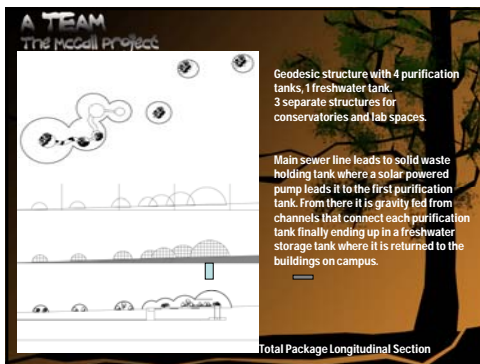 A TEAM
The McCall Project
Geodesic structure with 4 purification
tanks, 1 freshwater tank.
3 separate structures for
conservatories and lab spaces.
Main sewer line leads to solid waste
holding tank where a solar powered
pump leads it to the first purification
tank. From there it is gravity fed from
channels that connect each purification
tank finally ending up in a freshwater
storage tank where it is returned to the
buildings on campus.
Total Package Longitudinal Section